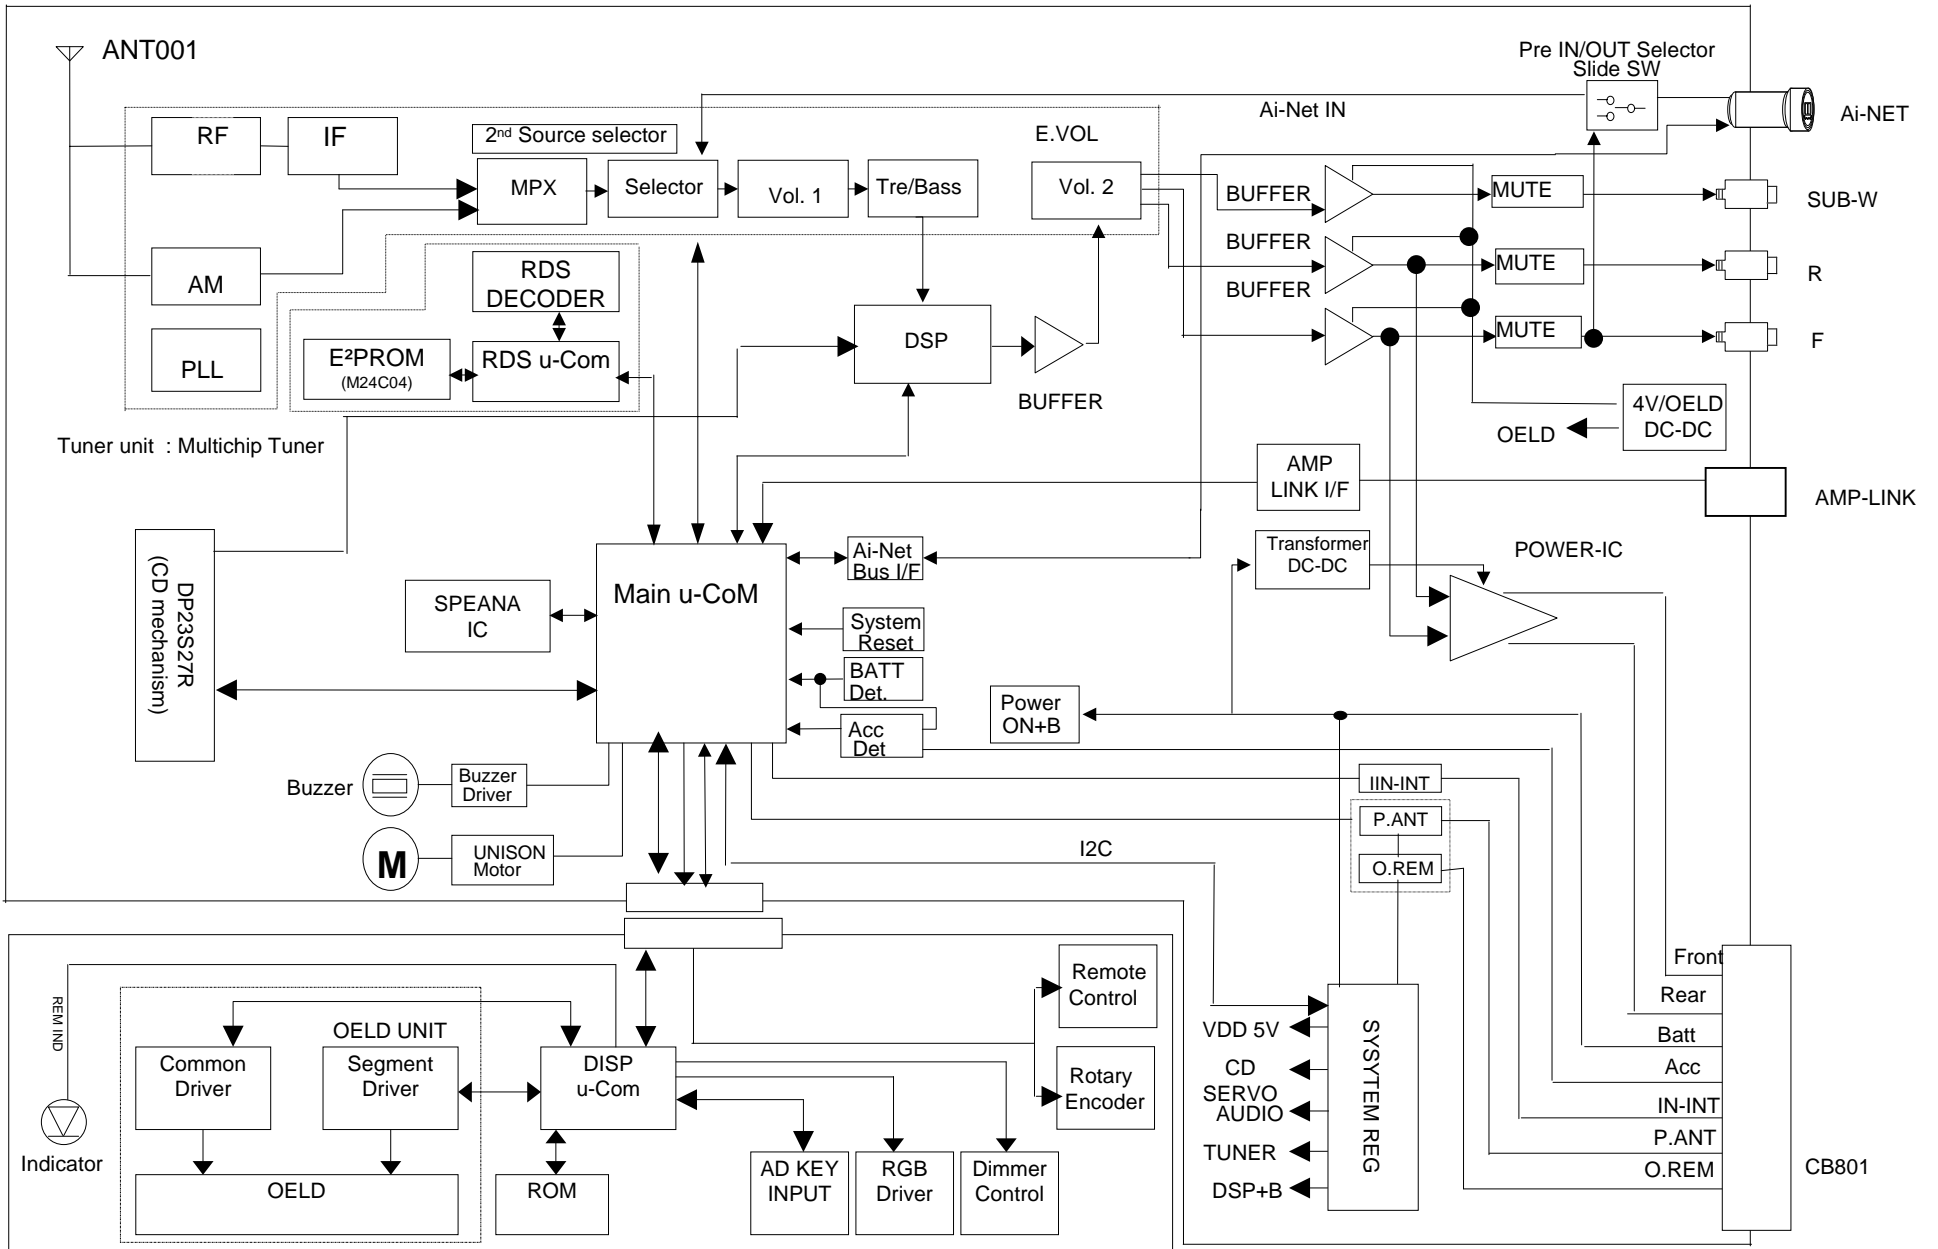 ANT001
Pre IN/OUT Selector
Slide SW
Ai-Net IN
Ai-NET
RF
IF
2nd Source selector
E.VOL
MPX
Selector
Vol. 1
Tre/Bass
Vol. 2
BUFFER
MUTE
SUB-W
BUFFER
MUTE
R
BUFFER
MUTE
F
AM
RDS
DECODER
PLL
E²PROM
(M24C04)
RDS u-Com
DSP
BUFFER
4V/OELD
DC-DC
OELD
Tuner unit : Multichip Tuner
AMP
LINK I/F
AMP-LINK
DP23S27R
(CD mechanism)
Main u-CoM
Ai-Net
Bus I/F
Transformer
DC-DC
POWER-IC
SPEANA
IC
System
Reset
BATT
Det.
Acc
Det
Power
ON+B
Buzzer
Buzzer
Driver
IIN-INT
P.ANT
O.REM
M
UNISON
Motor
I2C
Front
Rear
Batt
Acc
IN-INT
P.ANT
O.REM
CB801
REM IND
OELD UNIT
Common
Driver
Segment
Driver
DISP
u-Com
Remote
Control
Rotary
Encoder
VDD 5V
CD
SERVO
AUDIO
TUNER
DSP+B
SYSYTEM REG
Indicator
OELD
ROM
AD KEY
INPUT
RGB
Driver
Dimmer
Control